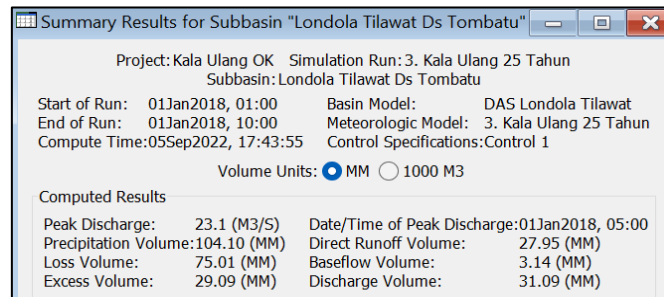 Summary Results for Subbasin "Londola Tilawat Ds Tombatu"
Project: Kala Ulang OK Simulation Run: 3. Kala Ulang 25 Tahun
Subbasin: Londola Tilawat Ds Tombatu
Start of Run: 01Jan2018, 01:00 Basin Model: DAS Londola Tilawat
End of Run: 01Jan2018, 10:00 Meteorologic Model: 3. Kala Ulang 25 Tahun
Compute Time:05Sep2022, 17:43:55 Control Specifications:Control 1
Volume Units: MM 1000 M3
Computed Results
Peak Discharge: 23.1 (M3/S) Date/Time of Peak Discharge:01Jan2018, 05:00
Precipitation Volume:104.10 (MM) Direct Runoff Volume: 27.95 (MM)
Loss Volume: 75.01 (MM) Baseflow Volume: 3.14 (MM)
Excess Volume: 29.09 (MM) Discharge Volume: 31.09 (MM)